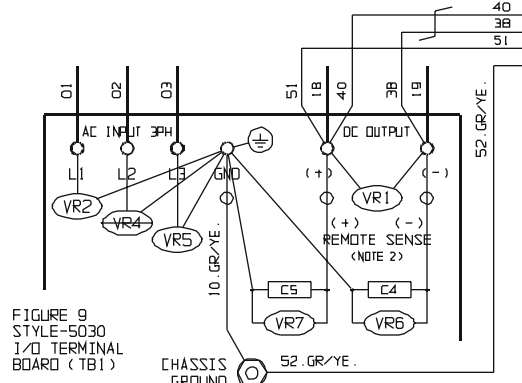 40
38
51
01
02
03
51
18
40
38
19
52.GR/YE.
AC INPUT 3PH
DC OUTPUT
L1
L2
L3
GND
(+)
(-)
VR2
VR4
VR5
VR1
(+)
(-)
REMOTE SENSE
(NOTE 2)
10.GR/YE.
C5
C4
VR7
VR6
FIGURE 9
STYLE-5030
I/O TERMINAL
BOARD (TB1)
CHASSIS
GROUND
52.GR/YE.